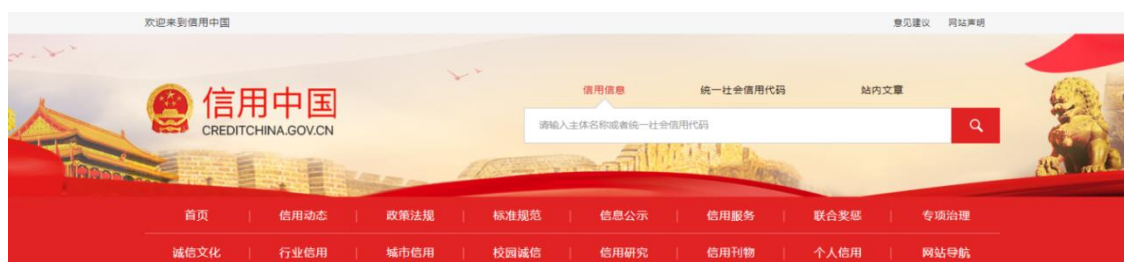 欢迎来到信用中国 意见建议 网站声明
信用中国
CREDITCHINA.GOV.CN
信用信息 统一社会信用代码 站内文章
请输入主体名称或者统一社会信用代码
首页 信用动态 政策法规 标准规范 信息公示 信用服务 联合奖惩 专项治理
诚信文化 行业信用 城市信用 校园诚信 信用研究 信用刊物 个人信用 网站导航